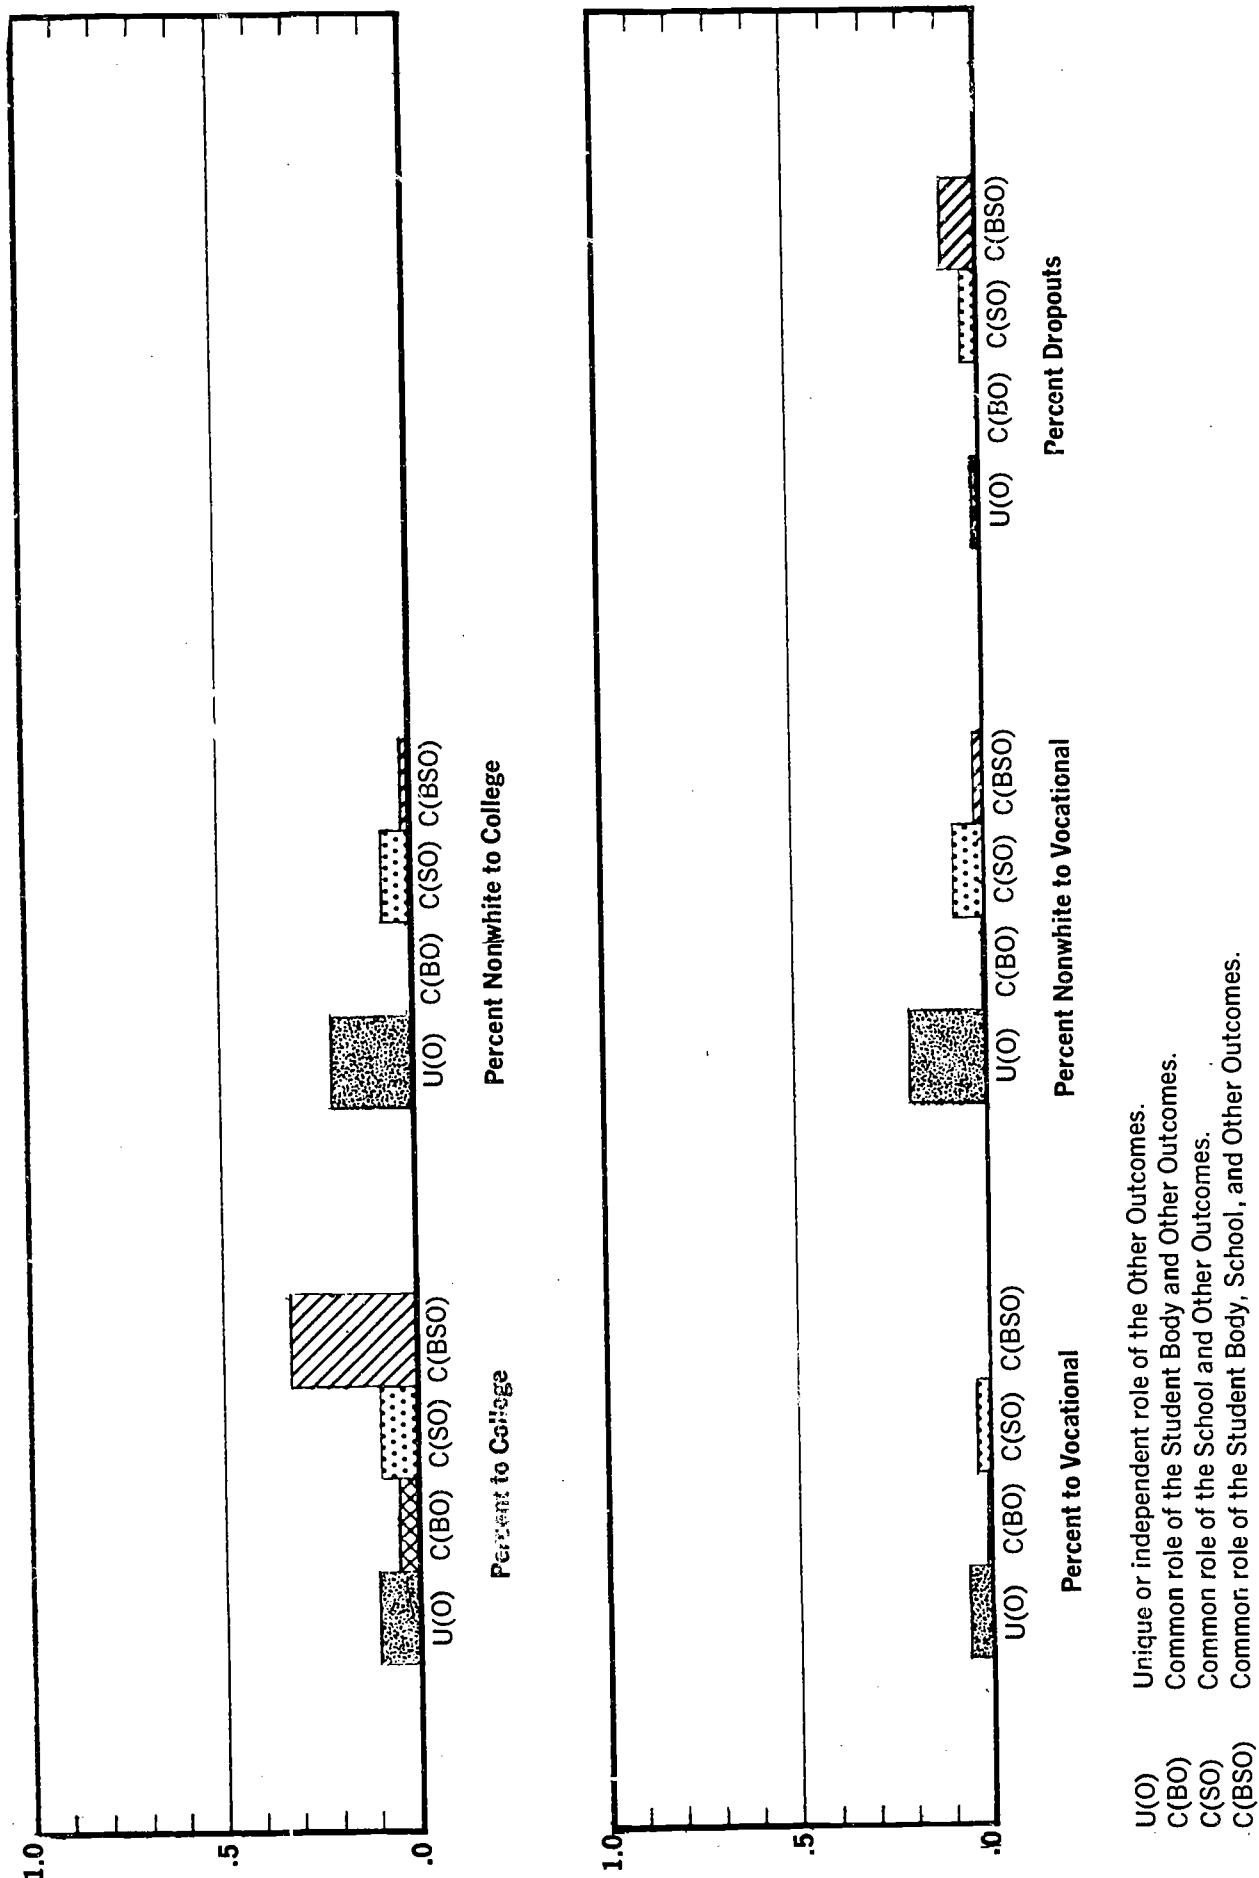 1.0
.5
.0
U(O) C(BO) C(SO) C(BSO)
Percent to College
U(O) C(BO) C(SO) C(BSO)
Percent Nonwhite to College
1.0
.5
.0
U(O) C(BO) C(SO) C(BSO)
Percent to Vocational
U(O) C(BO) C(SO) C(BSO)
Percent Nonwhite to Vocational
U(O) C(BO) C(SO) C(BSO)
Percent Dropouts
U(O) Unique or independent role of the Other Outcomes.
C(BO) Common role of the Student Body and Other Outcomes.
C(SO) Common role of the School and Other Outcomes.
C(BSO) Common role of the Student Body, School, and Other Outcomes.